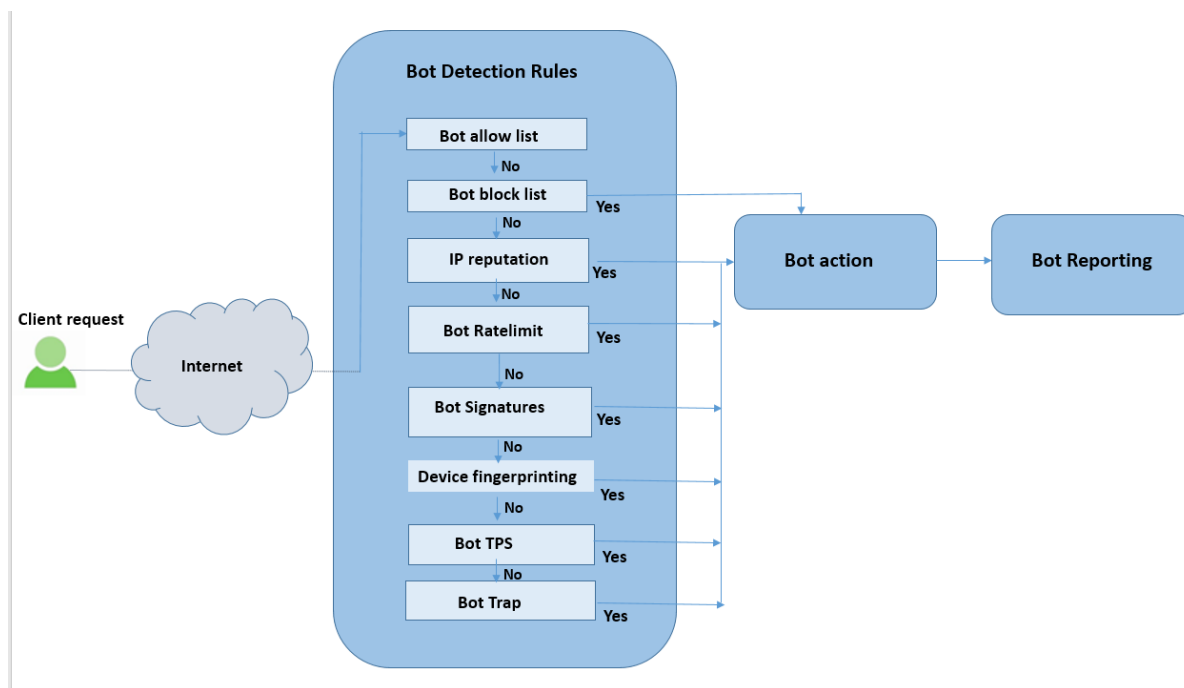 Bot Detection Rules
Bot allow list
No
Bot block list
Yes
No
IP reputation
Yes
No
Bot Ratelimit
Yes
No
Bot Signatures
Yes
No
Device fingerprinting
Yes
No
Bot TPS
Yes
No
Bot Trap
Yes
Client request
Internet
Bot action
Bot Reporting